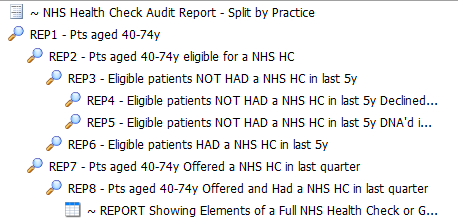 ~ NHS Health Check Audit Report - Split by Practice
REP1 - Pts aged 40-74y
REP2 - Pts aged 40-74y eligible for a NHS HC
REP3 - Eligible patients NOT HAD a NHS HC in last 5y
REP4 - Eligible patients NOT HAD a NHS HC in last 5y Declined...
REP5 - Eligible patients NOT HAD a NHS HC in last 5y DNA'd i...
REP6 - Eligible patients HAD a NHS HC in last 5y
REP7 - Pts aged 40-74y Offered a NHS HC in last quarter
REP8 - Pts aged 40-74y Offered and Had a NHS HC in last quarter
~ REPORT Showing Elements of a Full NHS Health Check or G...